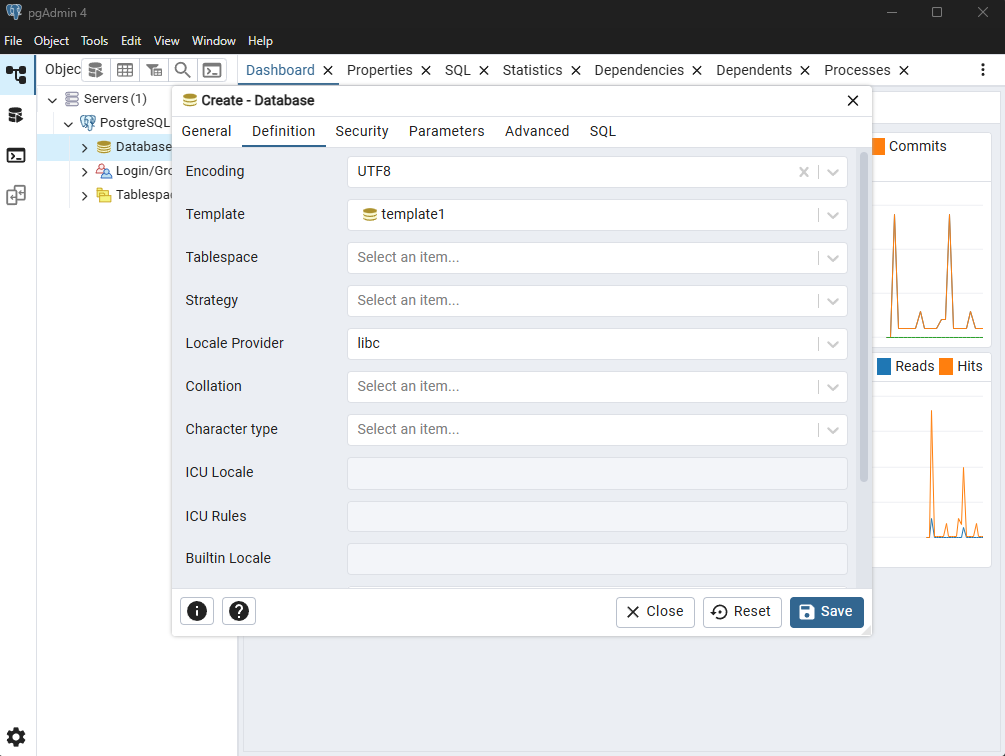 pgAdmin 4
File Object Tools Edit View Window Help
Objec
Dashboard Properties SQL Statistics Dependencies Dependents Processes
Servers (1)
PostgreSQL
Database
Login/Gro
Tablespac
Create - Database
General Definition Security Parameters Advanced SQL
Encoding UTF8
Template template1
Tablespace Select an item...
Strategy Select an item...
Locale Provider libc
Collation Select an item...
Character type Select an item...
ICU Locale
ICU Rules
Builtin Locale
Close Reset Save
Commits
Reads Hits